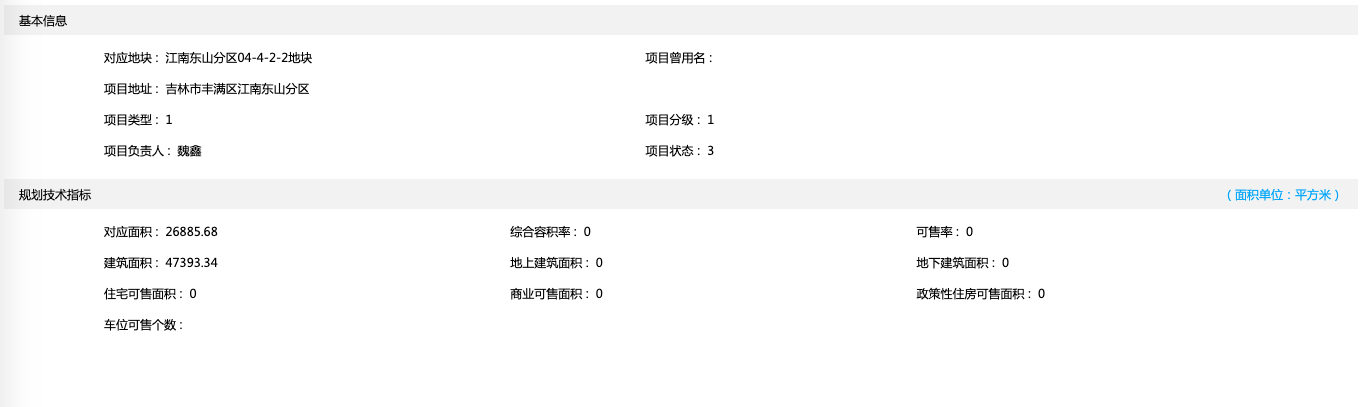 基本信息
对应地块：江南东山分区04-4-2-2地块 项目曾用名：
项目地址：吉林市丰满区江南东山分区
项目类型：1 项目分级：1
项目负责人：魏鑫 项目状态：3
规划技术指标 （面积单位：平方米）
对应面积：26885.68 综合容积率：0 可售率：0
建筑面积：47393.34 地上建筑面积：0 地下建筑面积：0
住宅可售面积：0 商业可售面积：0 政策性住房可售面积：0
车位可售个数：